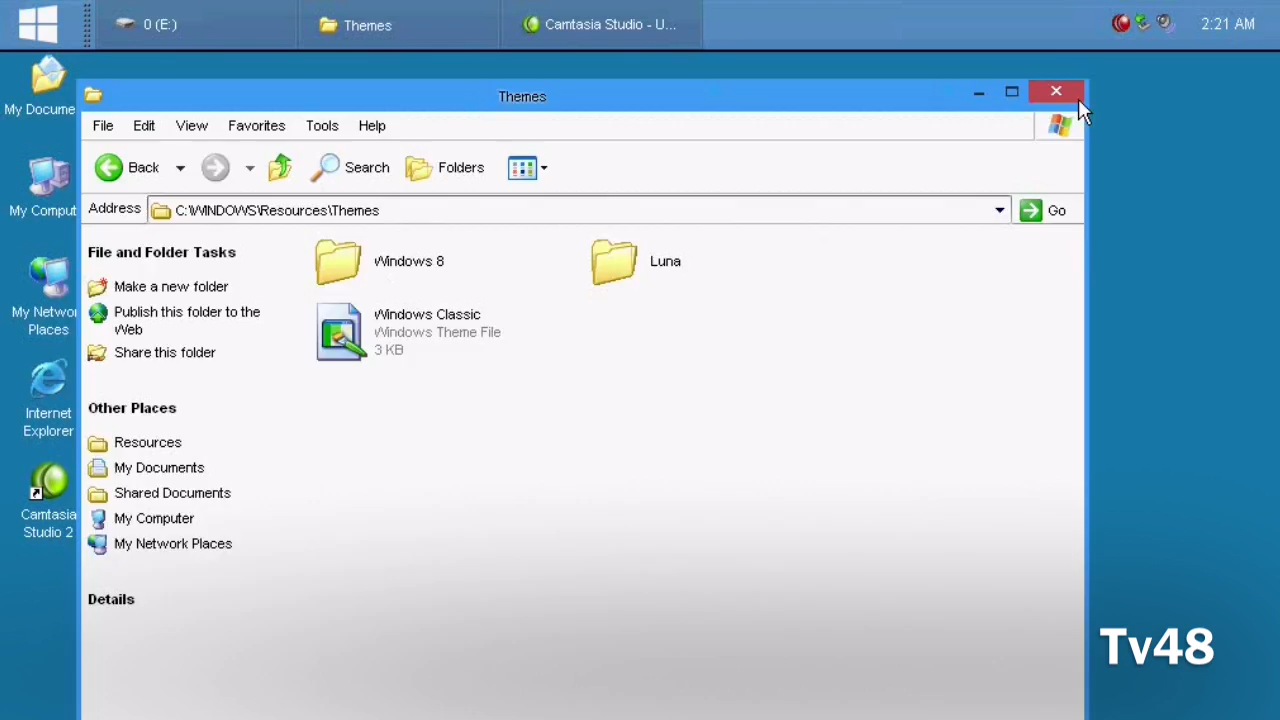 0 (E:)
Themes
Camtasia Studio - U...
2:21 AM
My Docume
My Comput
My Networ
Places
Internet
Explorer
Camtasia
Studio 2
Themes
File Edit View Favorites Tools Help
Back Search Folders
Address C:\WINDOWS\Resources\Themes Go
File and Folder Tasks
Make a new folder
Publish this folder to the
Web
Share this folder
Other Places
Resources
My Documents
Shared Documents
My Computer
My Network Places
Details
Windows 8
Luna
Windows Classic
Windows Theme File
3 KB
Tv48